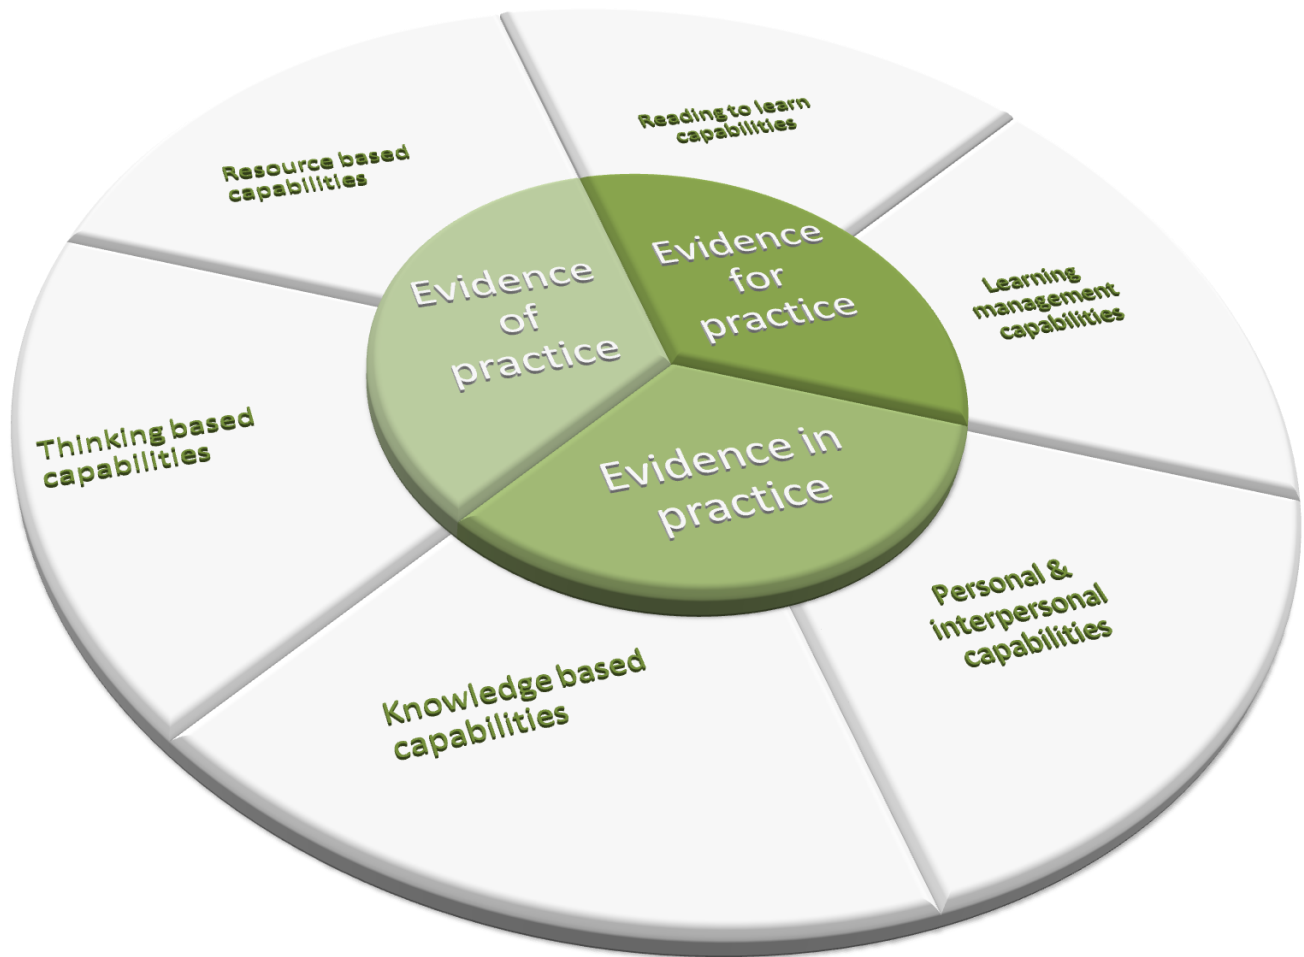 Reading to learn
capabilities
Resource based
capabilities
Evidence
for
practice
Evidence
of
practice
Learning
management
capabilities
Thinking based
capabilities
Evidence in
practice
Personal &
interpersonal
capabilities
Knowledge based
capabilities